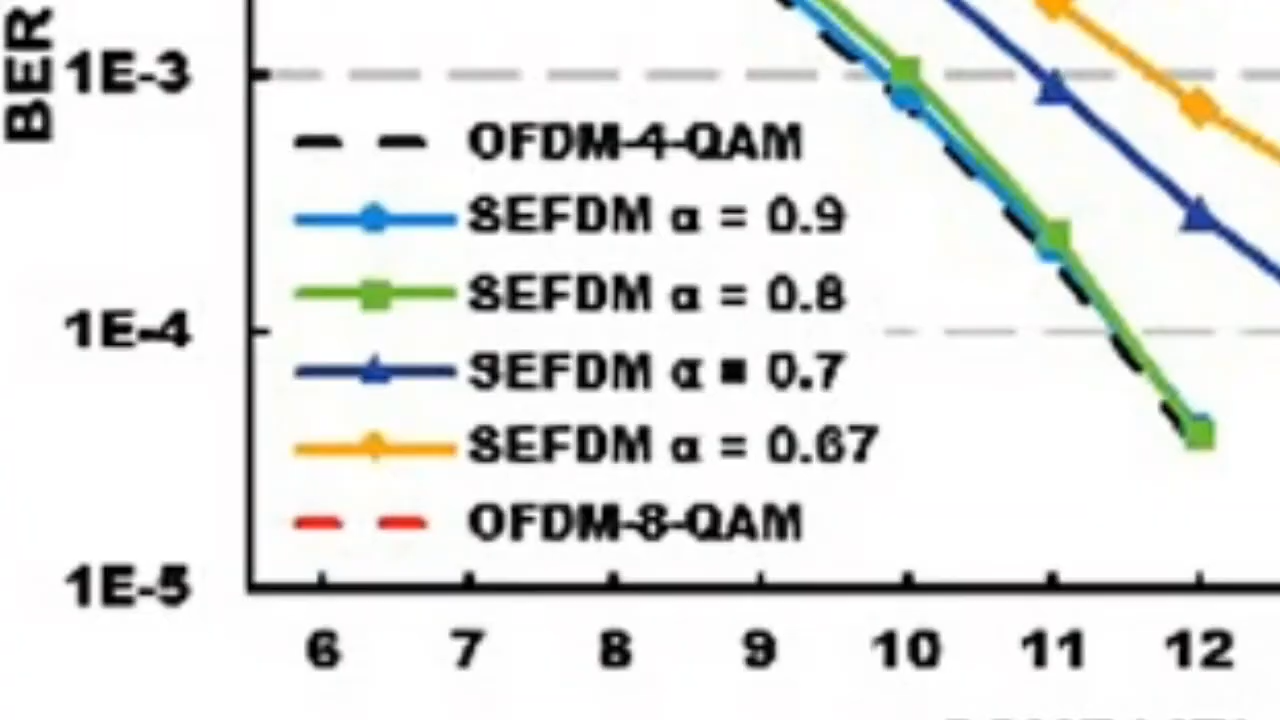 BER
1E-3
OFDM-4-QAM
SEFDM α = 0.9
SEFDM α = 0.8
1E-4
SEFDM α = 0.7
SEFDM α = 0.67
OFDM-8-QAM
1E-5
6 7 8 9 10 11 12